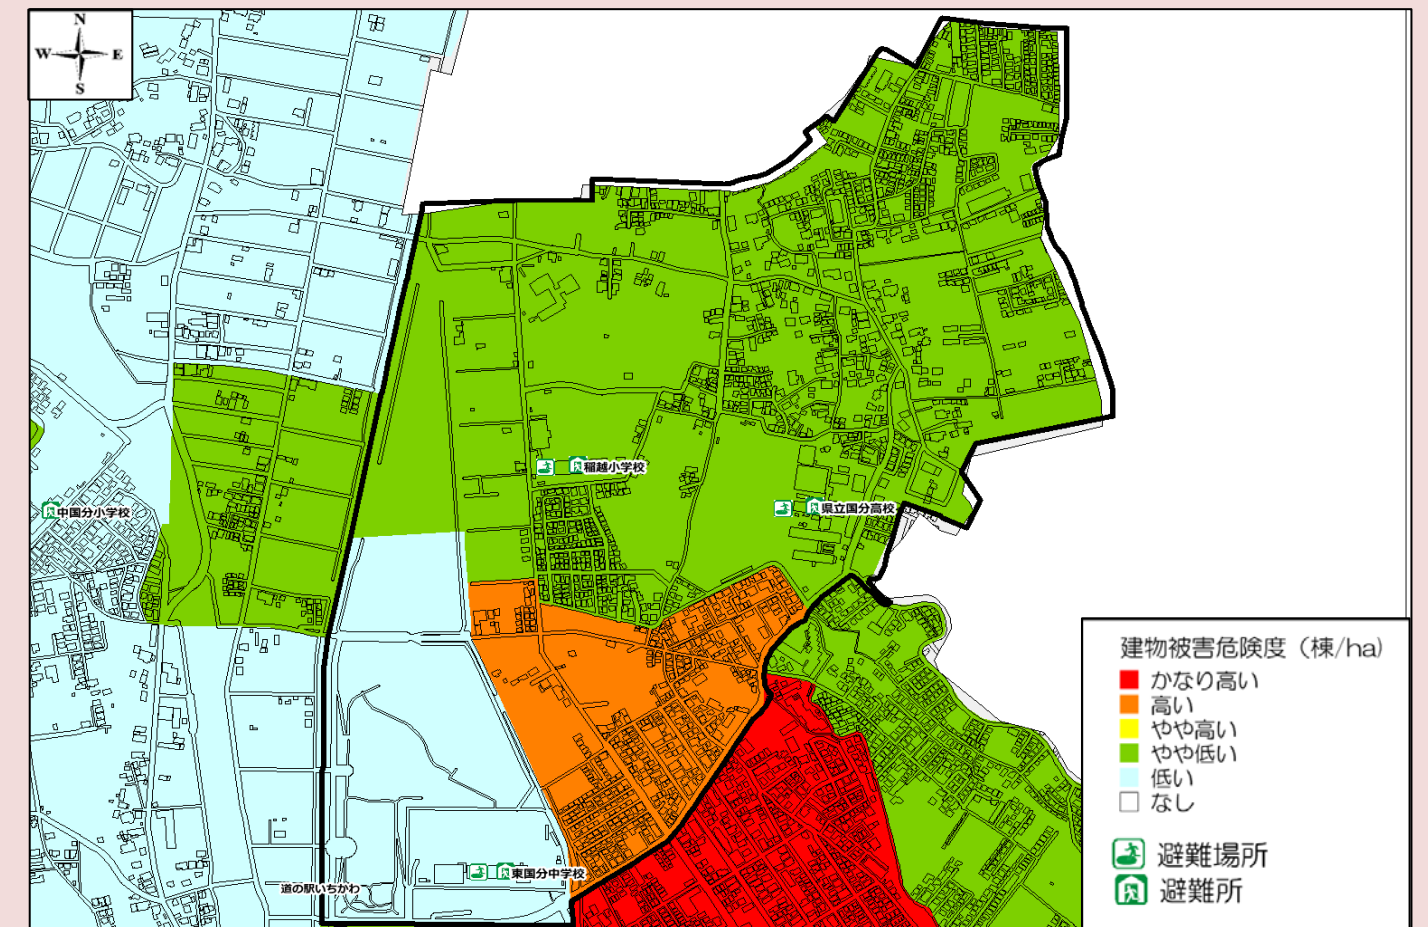 N
W E
S
稲越小学校
県立国分高校
中国分小学校
東国分中学校
道の駅いちかわ
建物被害危険度（棟/ha）
かなり高い
高い
やや高い
やや低い
低い
なし
避難場所
避難所